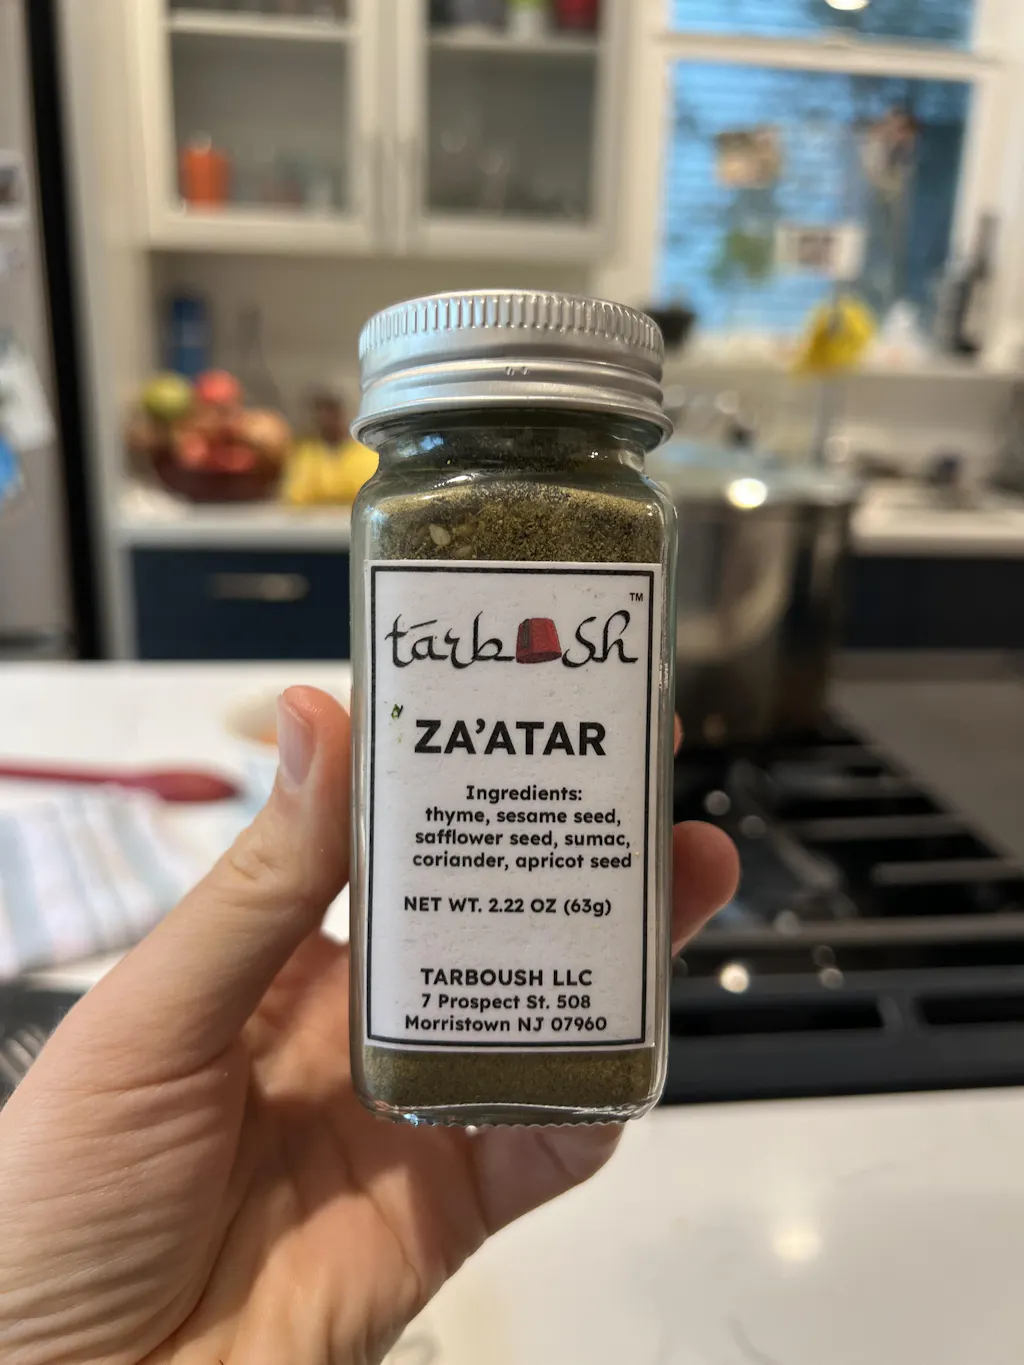 tarboush
TM
ZA'ATAR
Ingredients:
thyme, sesame seed,
safflower seed, sumac,
coriander, apricot seed
NET WT. 2.22 OZ (63g)
TARBOUSH LLC
7 Prospect St. 508
Morristown NJ 07960